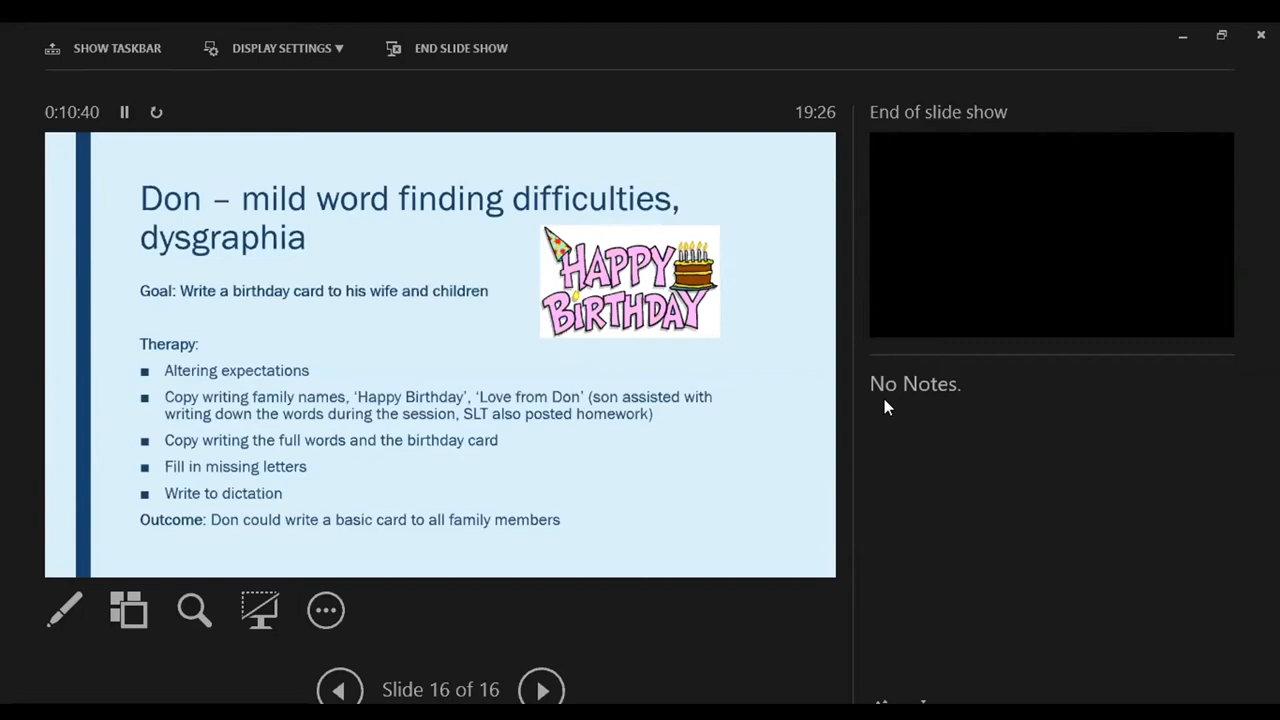 SHOW TASKBAR DISPLAY SETTINGS ▼ END SLIDE SHOW
0:10:40 19:26
Don – mild word finding difficulties,
dysgraphia
HAPPY
BIRTHDAY
Goal: Write a birthday card to his wife and children
Therapy:
■ Altering expectations
■ Copy writing family names, ‘Happy Birthday’, ‘Love from Don’ (son assisted with
writing down the words during the session, SLT also posted homework)
■ Copy writing the full words and the birthday card
■ Fill in missing letters
■ Write to dictation
Outcome: Don could write a basic card to all family members
Slide 16 of 16
End of slide show
No Notes.